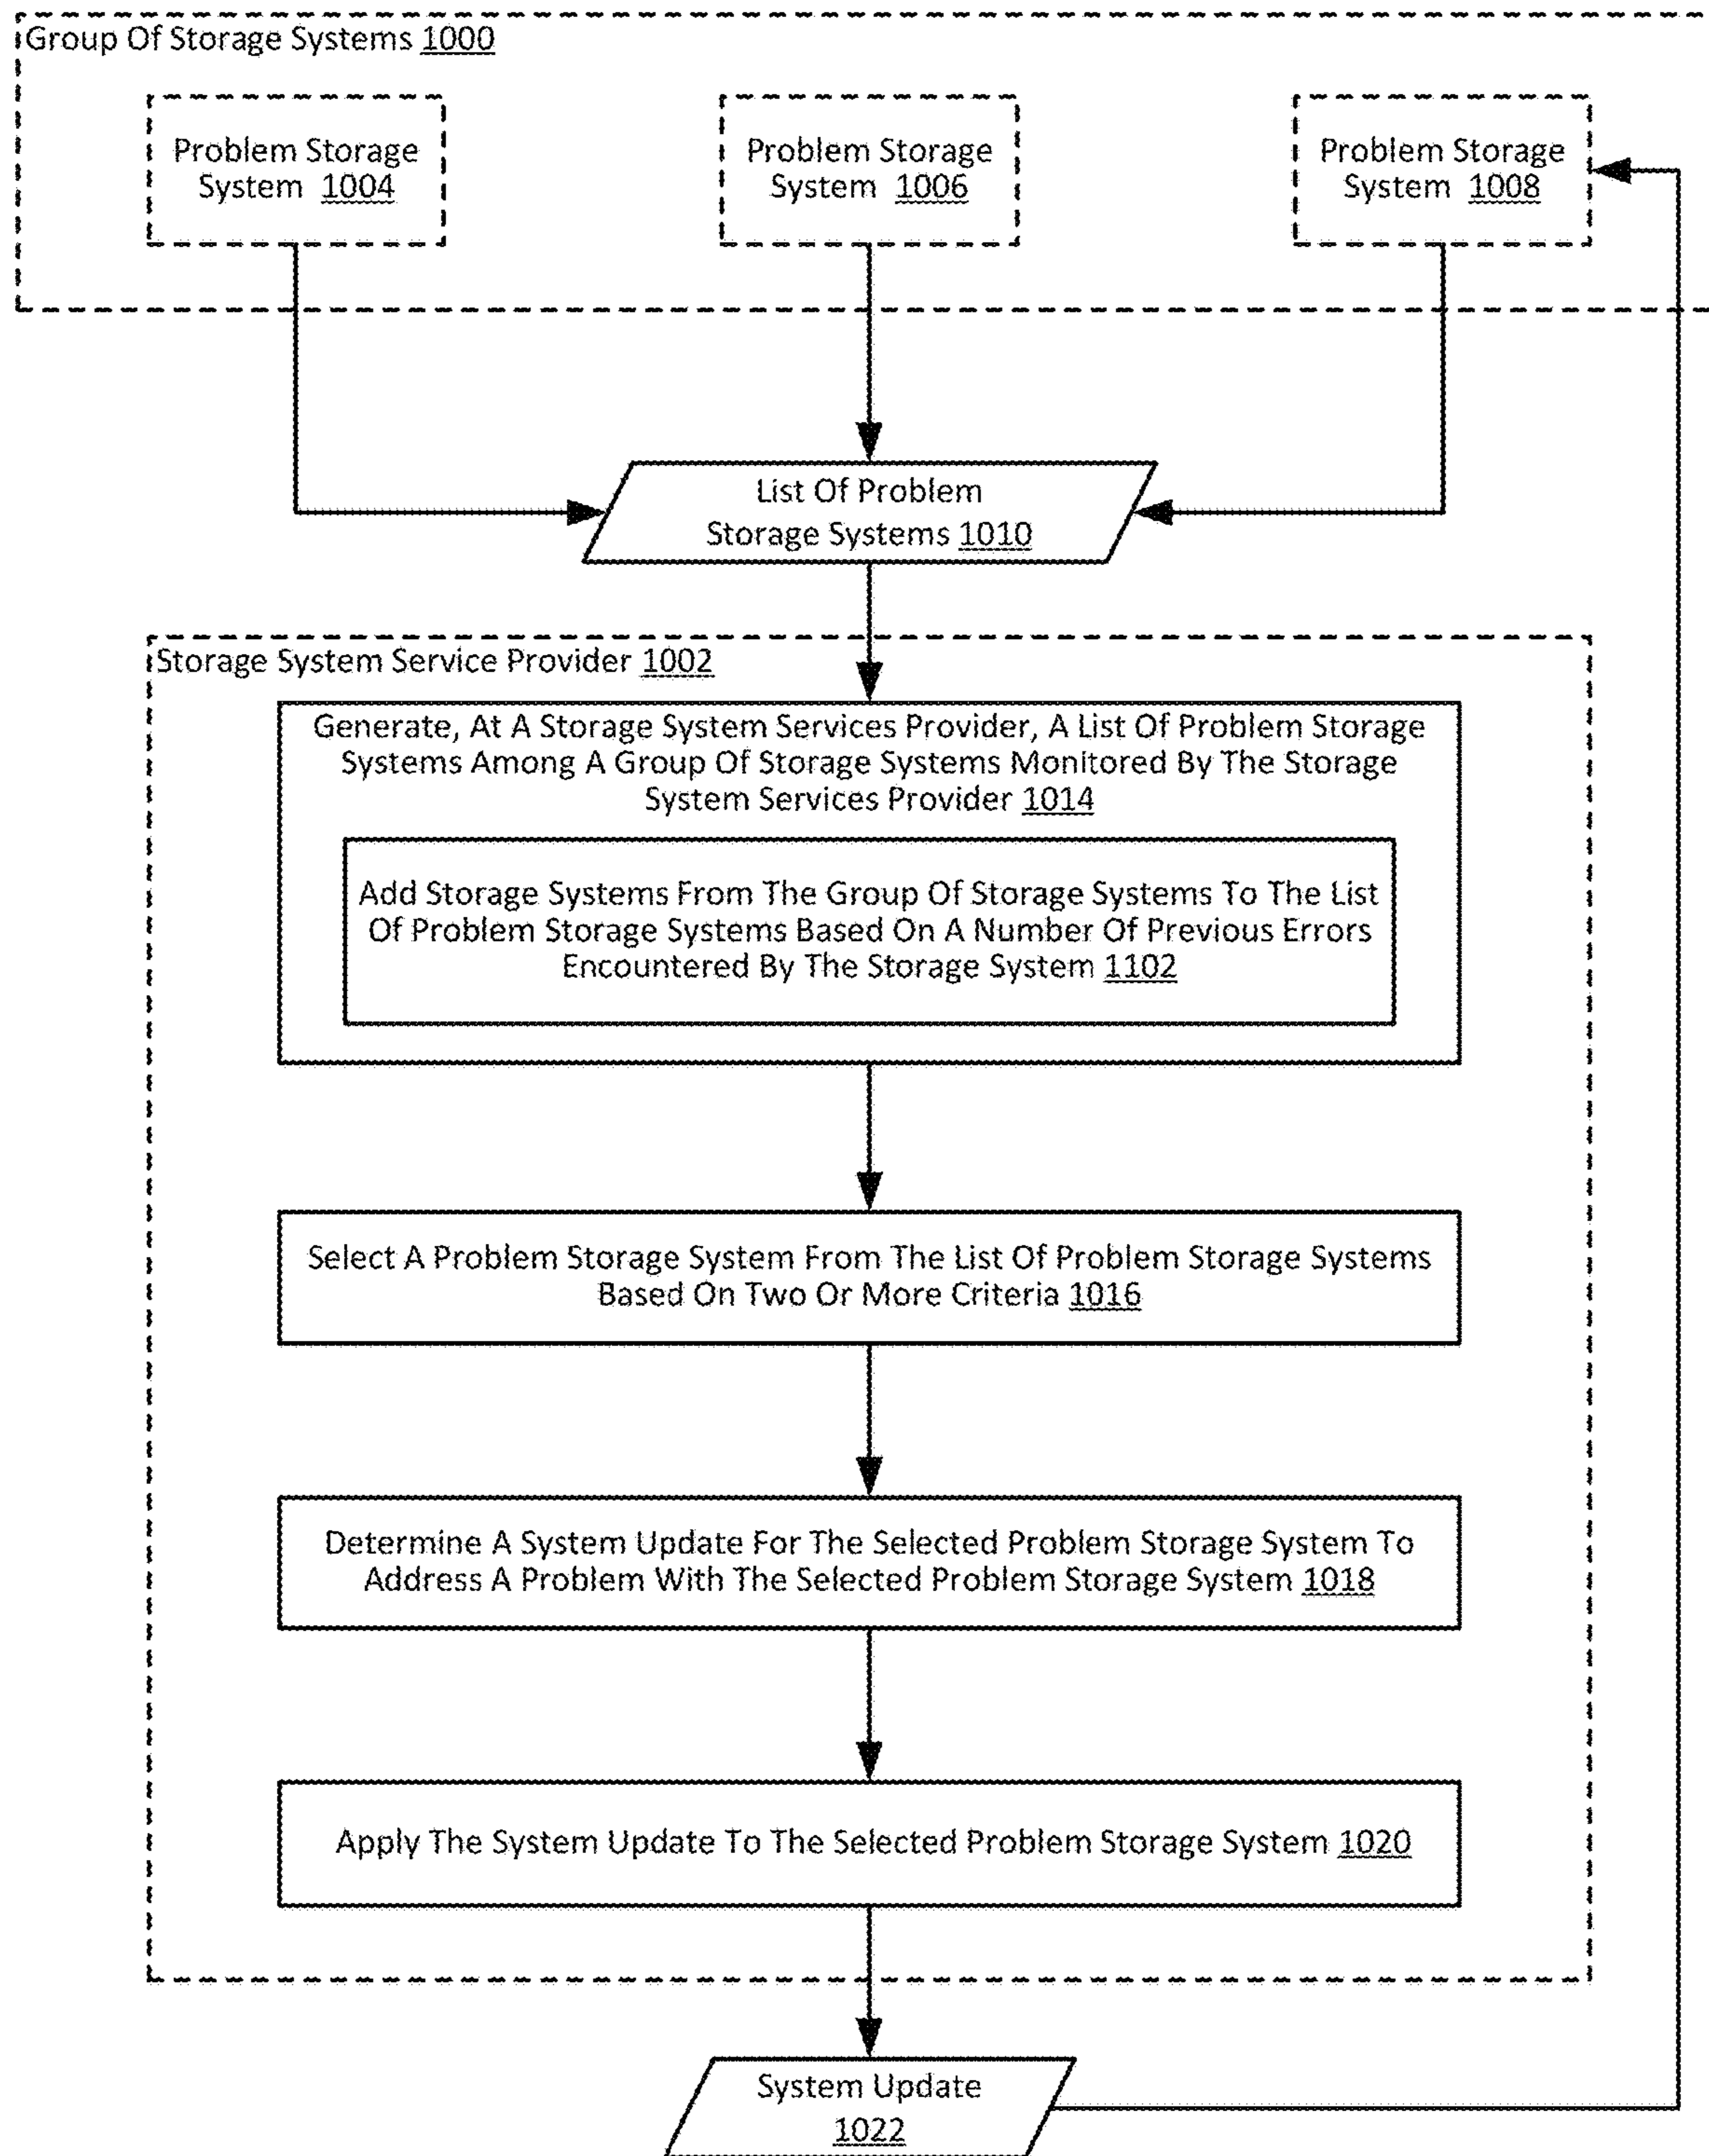 Group Of Storage Systems 1000
Problem Storage
System 1004
Problem Storage
System 1006
Problem Storage
System 1008
List Of Problem
Storage Systems 1010
Storage System Service Provider 1002
Generate, At A Storage System Services Provider, A List Of Problem Storage
Systems Among A Group Of Storage Systems Monitored By The Storage
System Services Provider 1014
Add Storage Systems From The Group Of Storage Systems To The List
Of Problem Storage Systems Based On A Number Of Previous Errors
Encountered By The Storage System 1102
Select A Problem Storage System From The List Of Problem Storage Systems
Based On Two Or More Criteria 1016
Determine A System Update For The Selected Problem Storage System To
Address A Problem With The Selected Problem Storage System 1018
Apply The System Update To The Selected Problem Storage System 1020
System Update
1022